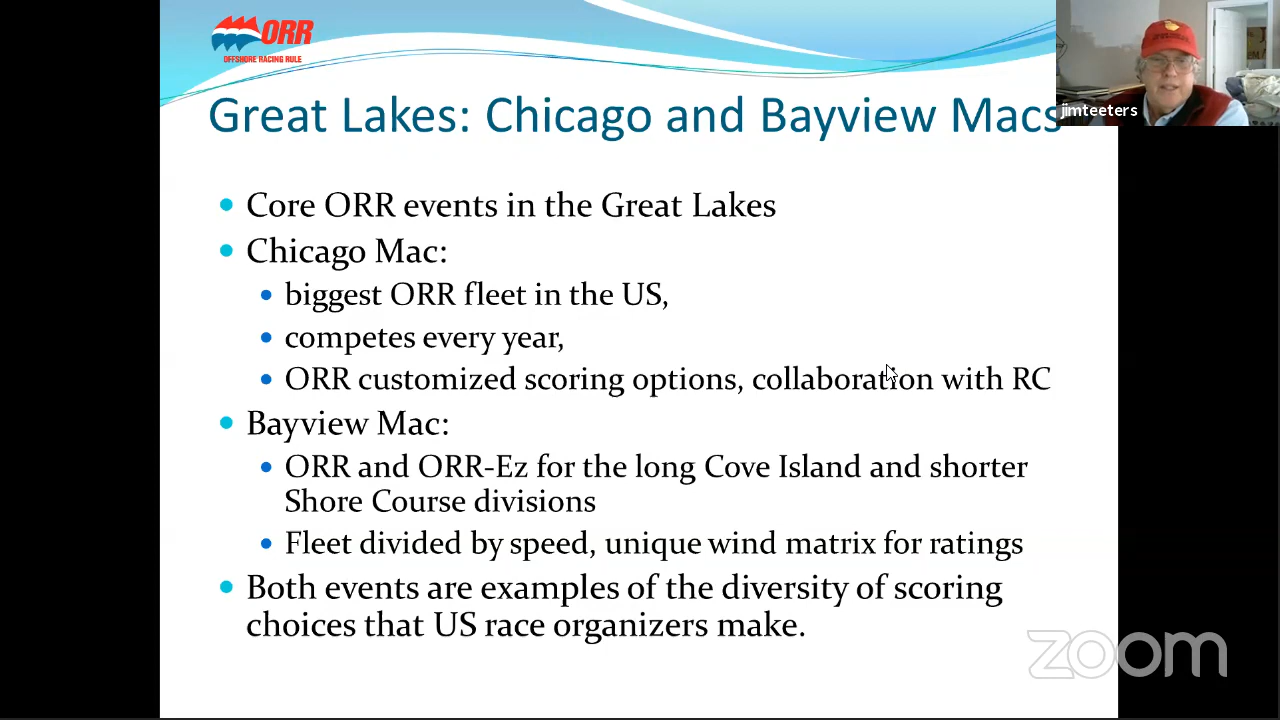 ORR
OFFSHORE RACING RULE
jimteeters
Great Lakes: Chicago and Bayview Macs
Core ORR events in the Great Lakes
Chicago Mac:
biggest ORR fleet in the US,
competes every year,
ORR customized scoring options, collaboration with RC
Bayview Mac:
ORR and ORR-Ez for the long Cove Island and shorter
Shore Course divisions
Fleet divided by speed, unique wind matrix for ratings
Both events are examples of the diversity of scoring
choices that US race organizers make.
zoom